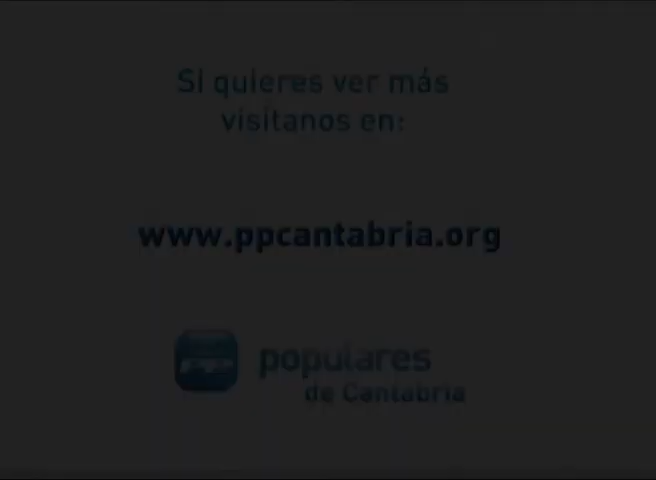 Si quieres ver más
visítanos en:
www.ppcantabria.org
populares
de Cantabria